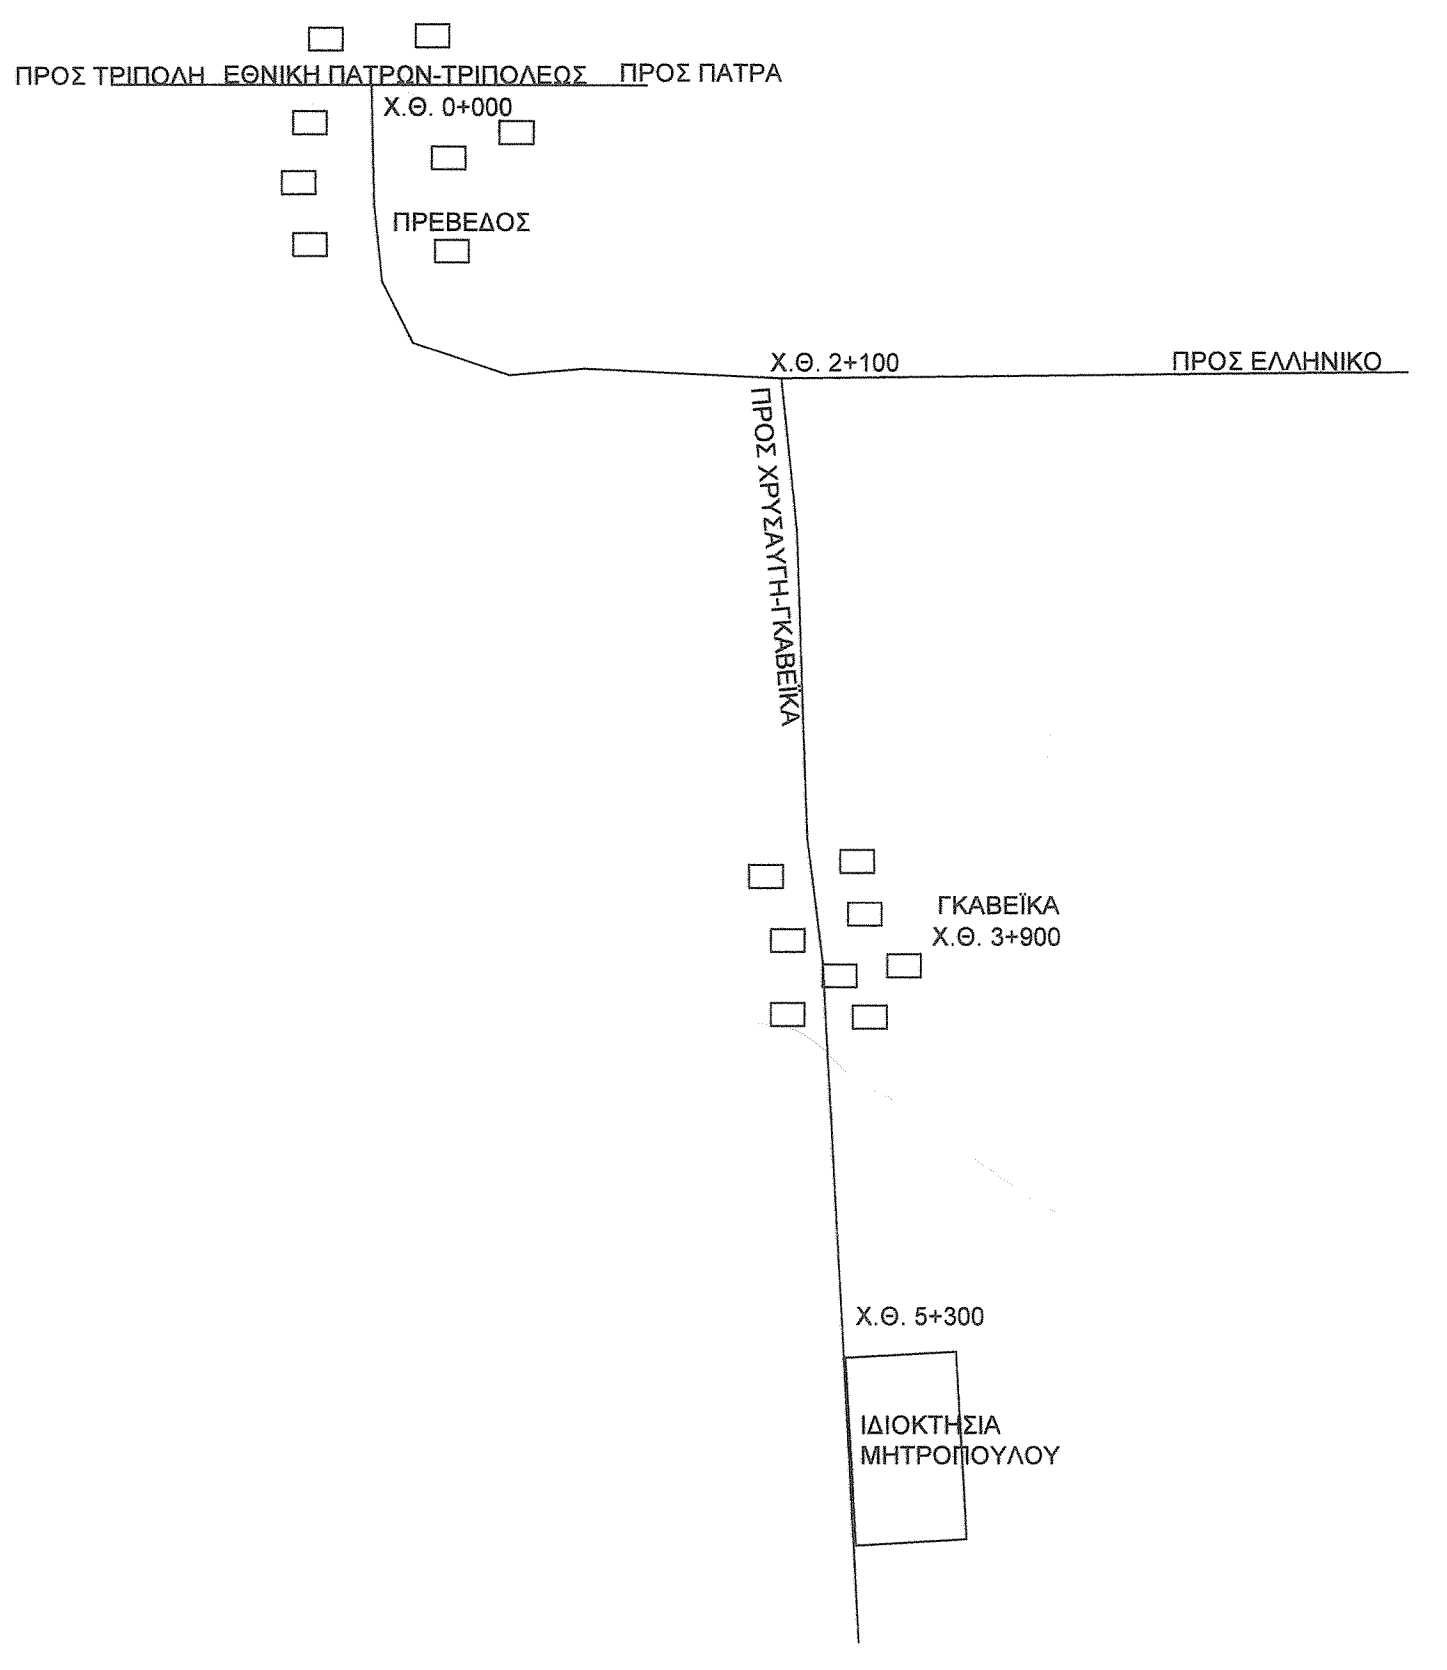 ΠΡΟΣ ΤΡΙΠΟΛΗ ΕΘΝΙΚΗ ΠΑΤΡΩΝ-ΤΡΙΠΟΛΕΩΣ ΠΡΟΣ ΠΑΤΡΑ
Χ.Θ. 0+000
ΠΡΕΒΕΔΟΣ
Χ.Θ. 2+100
ΠΡΟΣ ΕΛΛΗΝΙΚΟ
ΠΡΟΣ ΧΡΥΣΑΥΓΗ-ΓΚΑΒΕΪΚΑ
ΓΚΑΒΕΪΚΑ
Χ.Θ. 3+900
Χ.Θ. 5+300
ΙΔΙΟΚΤΗΣΙΑ
ΜΗΤΡΟΠΟΥΛΟΥ